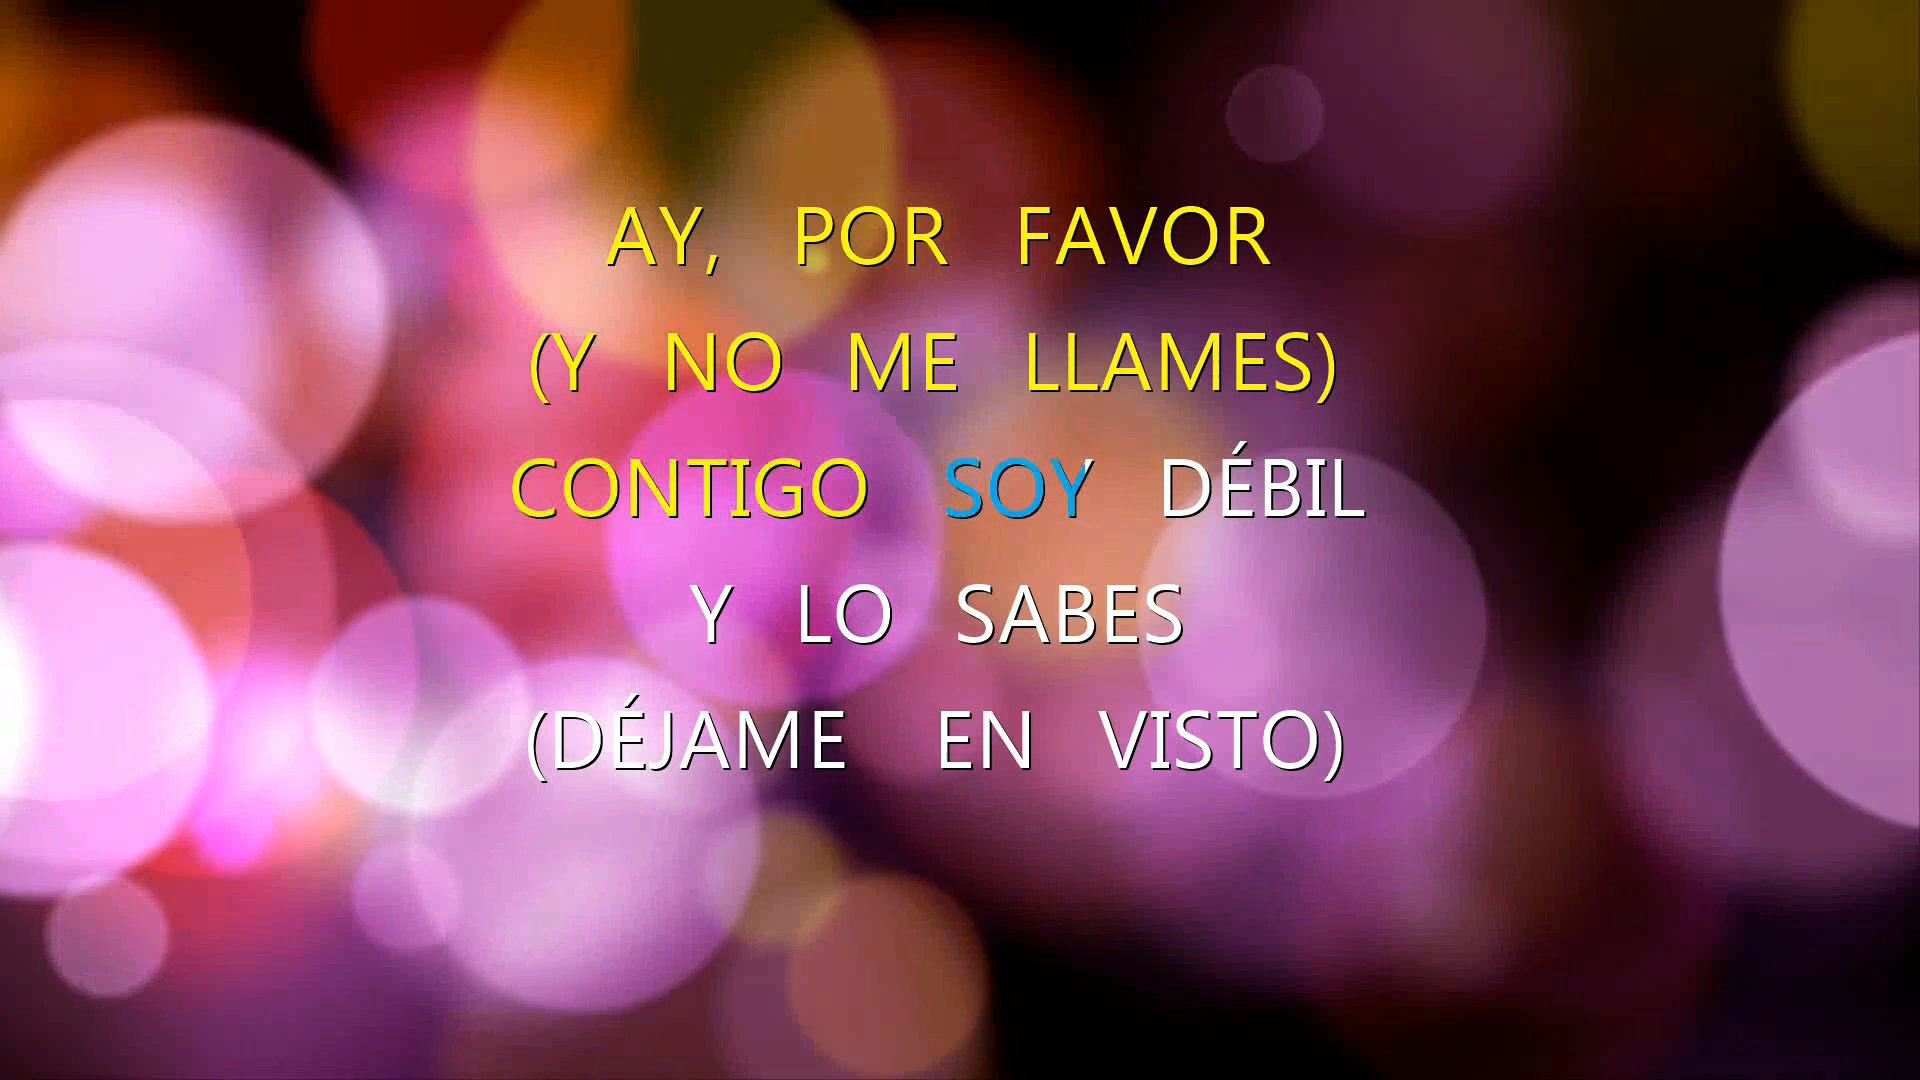 AY, POR FAVOR
(Y NO ME LLAMES)
CONTIGO SOY DÉBIL
Y LO SABES
(DÉJAME EN VISTO)